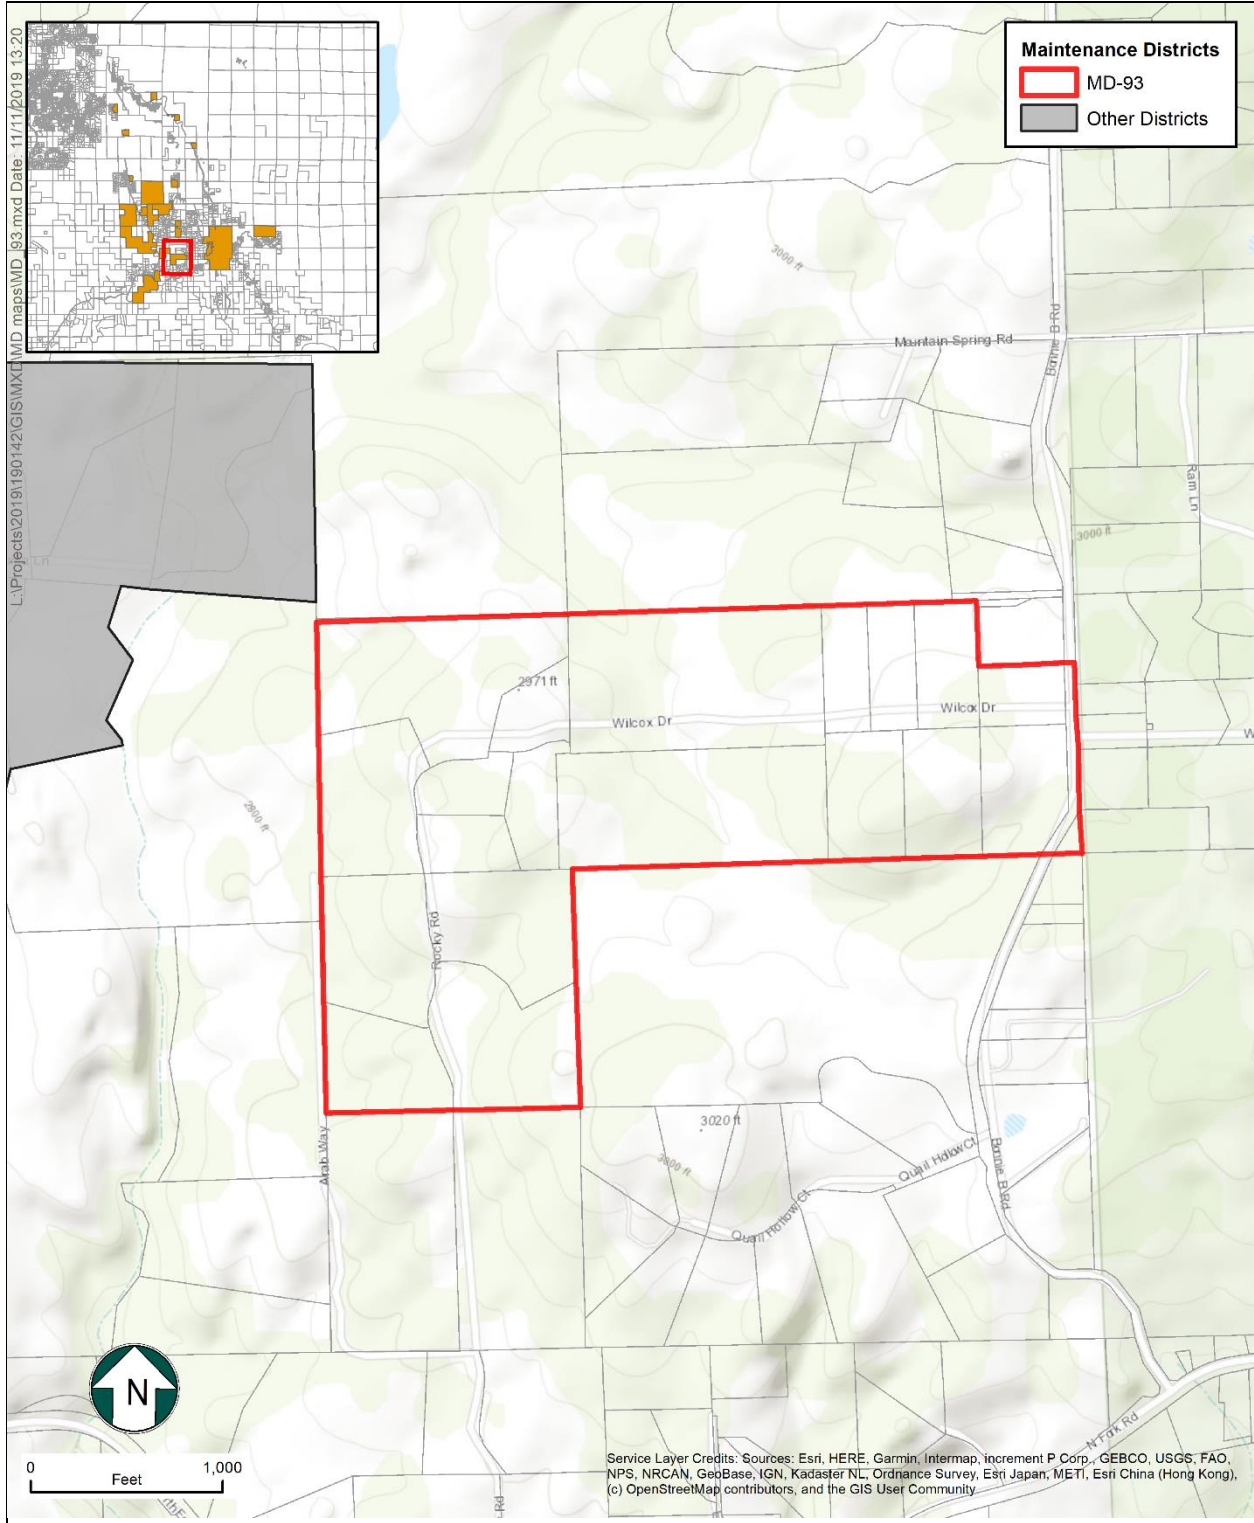 L:\Projects\2019\190142\GIS\MXD\MD maps\MD_93.mxd Date: 11/11/2019 13:20
Maintenance Districts
MD-93
Other Districts
3000 ft
Mountain Spring Rd
Bonnie B Rd
Ram Ln
3000 ft
Ln
2971 ft
Wilcox Dr
Wilcox Dr
W
2800 ft
Rocky Rd
3020 ft
Arab Way
3000 ft
Quail Hollow Ct
Quail Hollow Ct
Bonnie B Rd
N
N Fork Rd
0 1,000
Feet
Rd
Service Layer Credits: Sources: Esri, HERE, Garmin, Intermap, increment P Corp., GEBCO, USGS, FAO,
NPS, NRCAN, GeoBase, IGN, Kadaster NL, Ordnance Survey, Esri Japan, METI, Esri China (Hong Kong),
(c) OpenStreetMap contributors, and the GIS User Community